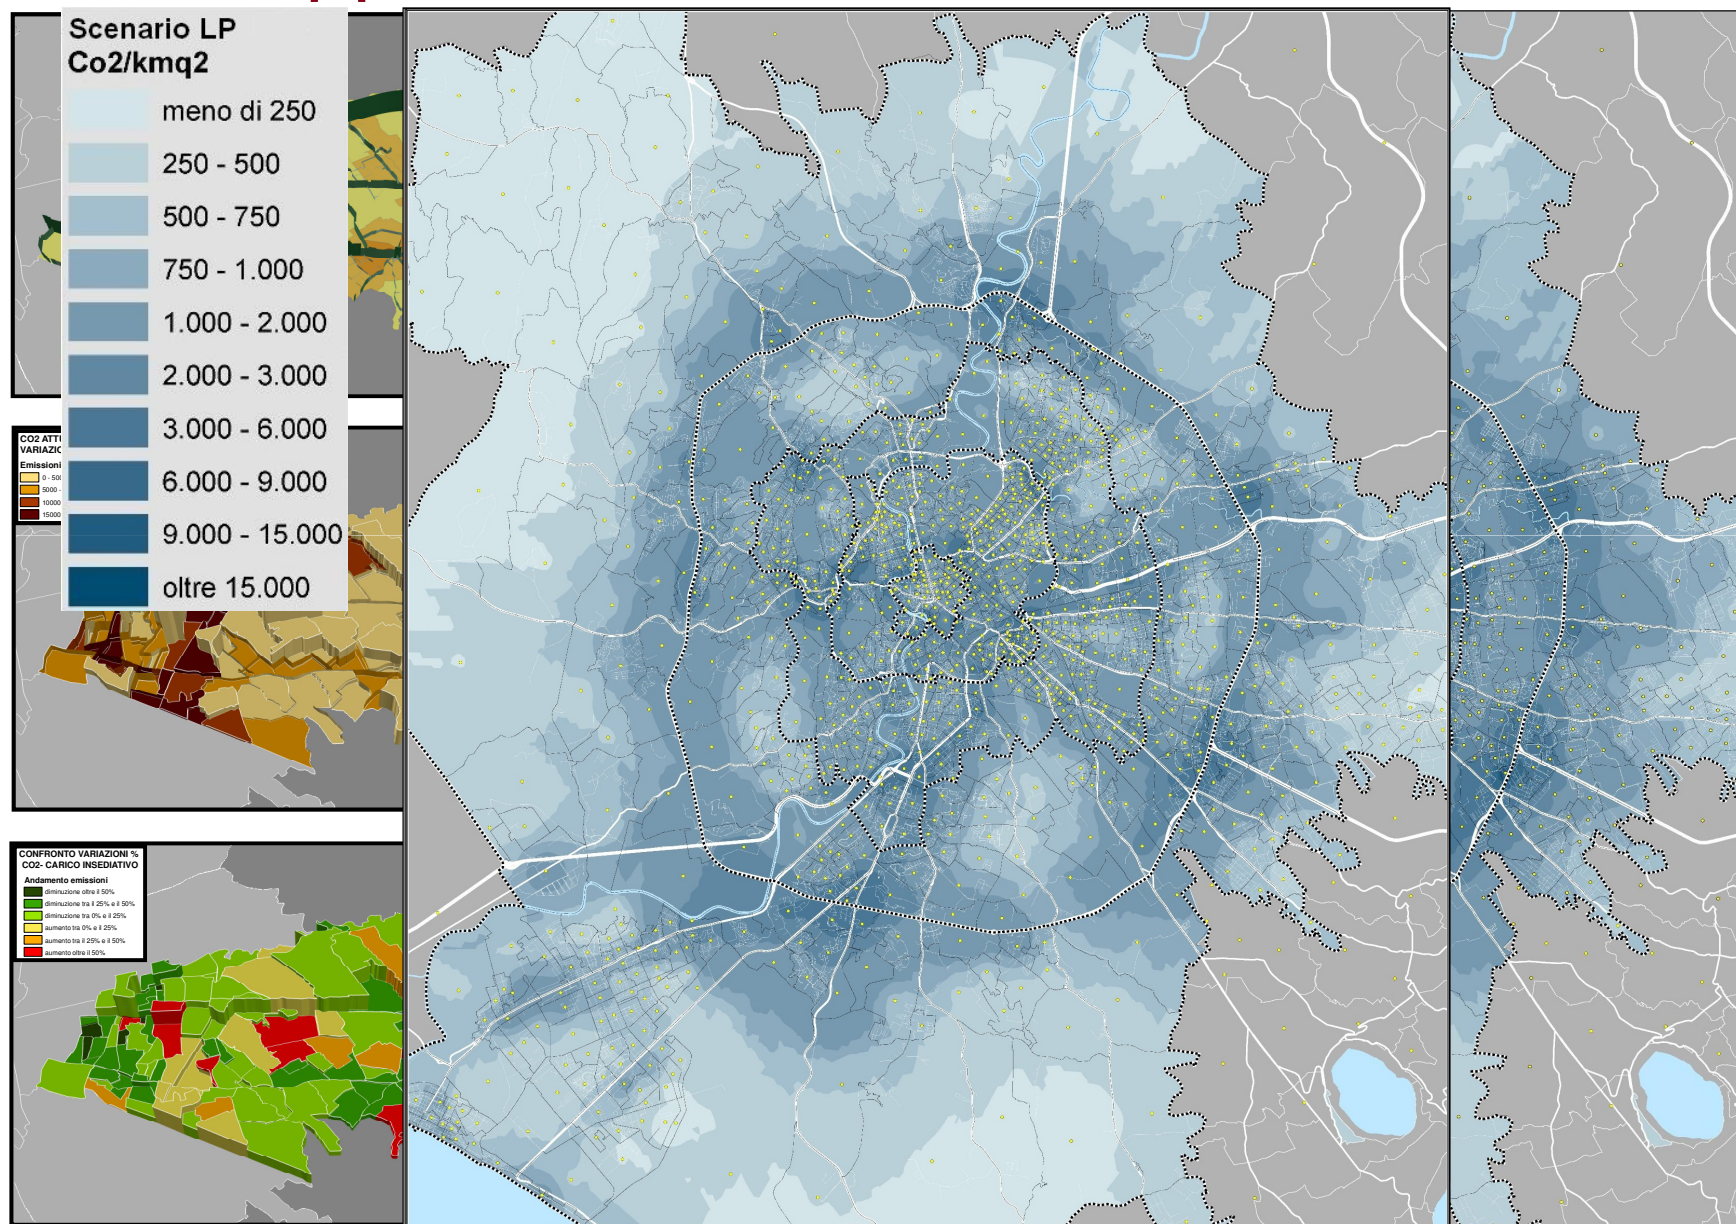 Scenario LP
Co2/kmq2
meno di 250
250 - 500
500 - 750
750 - 1.000
1.000 - 2.000
2.000 - 3.000
3.000 - 6.000
6.000 - 9.000
9.000 - 15.000
oltre 15.000
CO2
Emissioni
CONFRONTO VARIAZIONI %
CO2- CARICO INSEDIATIVO
Andamento emissioni
diminuzione oltre il 50%
diminuzione tra il 25% e il 50%
diminuzione tra 0% e il 25%
aumento tra 0% e il 25%
aumento tra il 25% e il 50%
aumento oltre il 50%